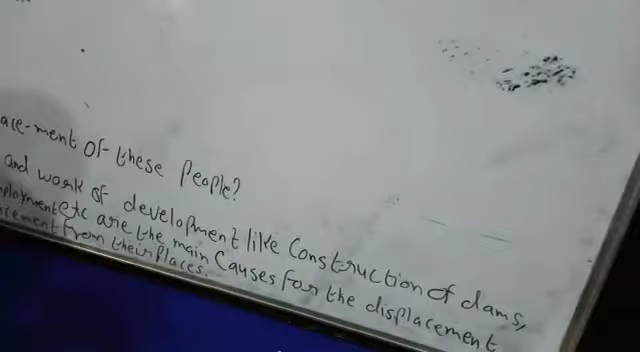 ace-ment of these People?
and work of development like Construction of dams,
ployment etc are the main Causes for the displacement
cement from their Places.